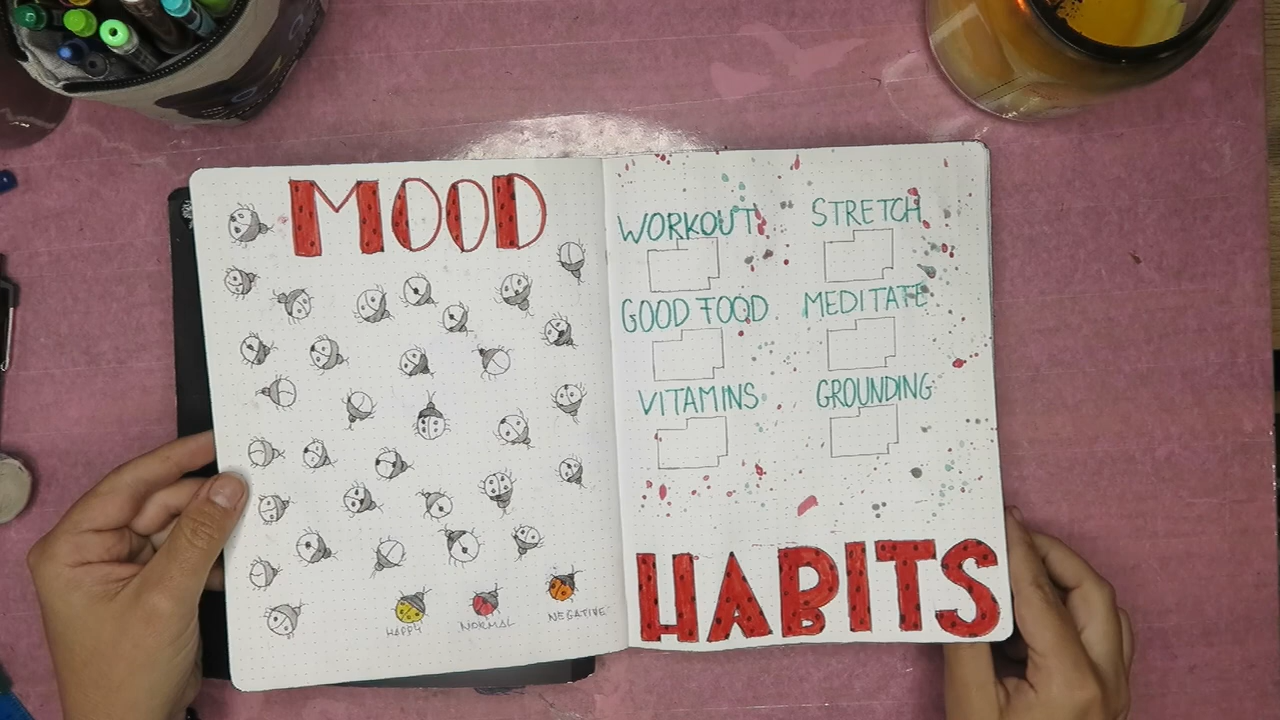 MOOD
HAPPY
NORMAL
NEGATIVE
WORKOUT
STRETCH
GOOD FOOD
MEDITATE
VITAMINS
GROUNDING
HABITS